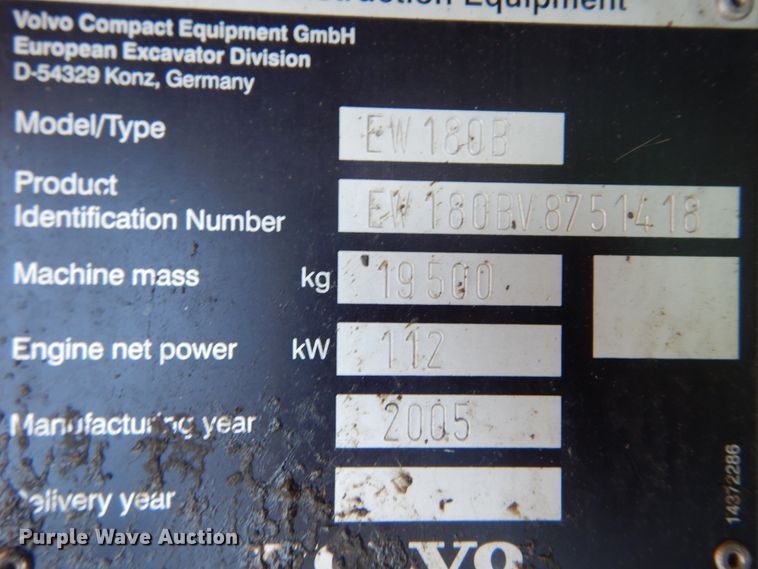 Equipment
Volvo Compact Equipment GmbH
European Excavator Division
D-54329 Konz, Germany
Model/Type EW180B
Product
Identification Number EW180BV8751418
Machine mass kg 19500
Engine net power kW 112
Manufacturing year 2005
Delivery year
14372286
Purple Wave Auction